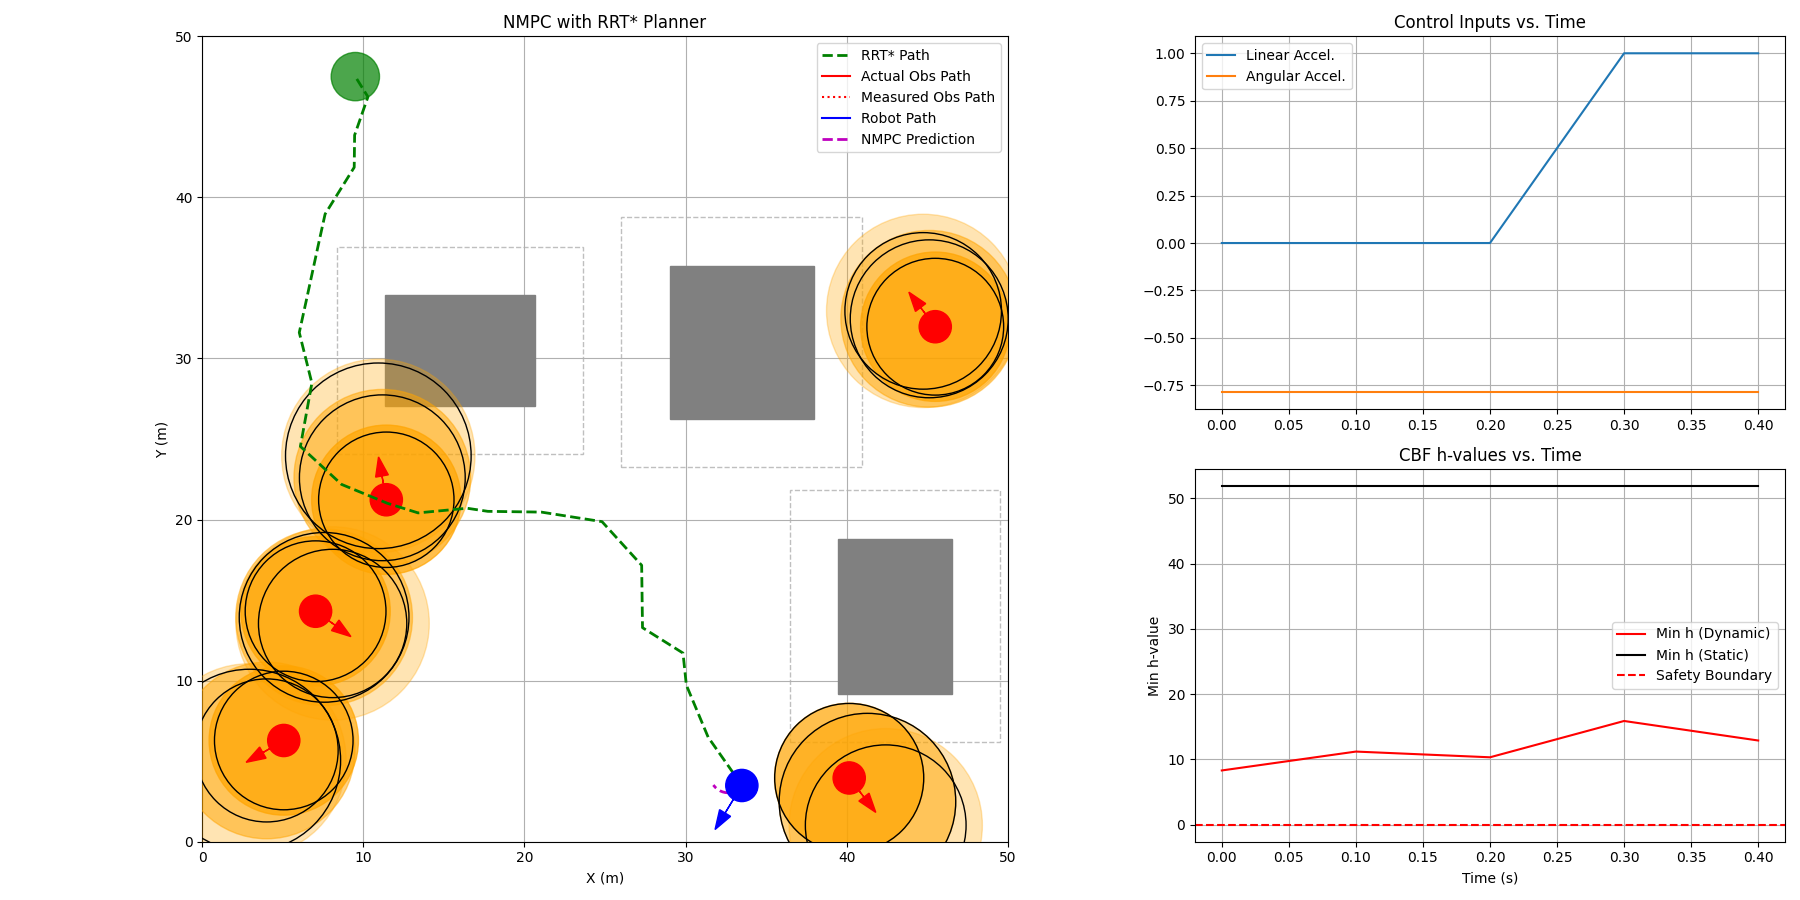 NMPC with RRT* Planner
50
40
30
20
10
0
Y (m)
0
10
20
30
40
50
X (m)
RRT* Path
Actual Obs Path
Measured Obs Path
Robot Path
NMPC Prediction
Control Inputs vs. Time
1.00
0.75
0.50
0.25
0.00
−0.25
−0.50
−0.75
Linear Accel.
Angular Accel.
0.00
0.05
0.10
0.15
0.20
0.25
0.30
0.35
0.40
CBF h-values vs. Time
50
40
30
20
10
0
Min h-value
Min h (Dynamic)
Min h (Static)
Safety Boundary
0.00
0.05
0.10
0.15
0.20
0.25
0.30
0.35
0.40
Time (s)